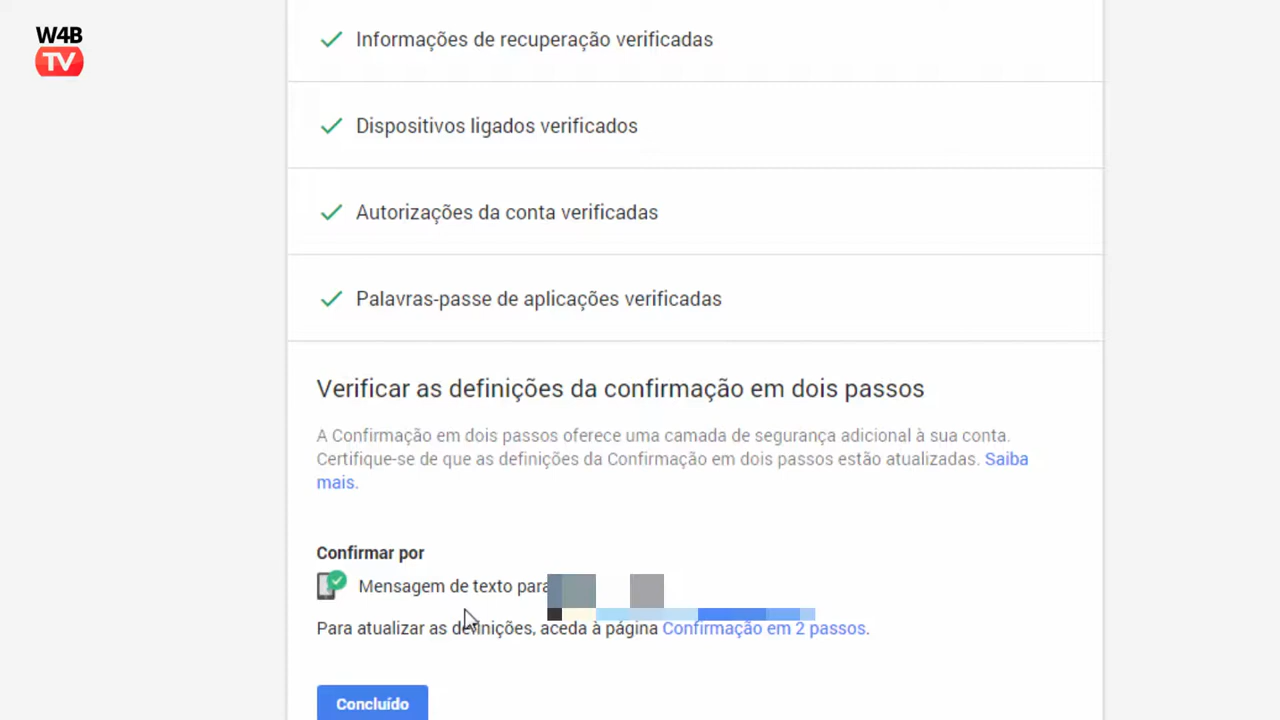 W4B
TV
Informações de recuperação verificadas
Dispositivos ligados verificados
Autorizações da conta verificadas
Palavras-passe de aplicações verificadas
Verificar as definições da confirmação em dois passos
A Confirmação em dois passos oferece uma camada de segurança adicional à sua conta.
Certifique-se de que as definições da Confirmação em dois passos estão atualizadas. Saiba
mais.
Confirmar por
Mensagem de texto para
Para atualizar as definições, aceda à página Confirmação em 2 passos.
Concluído